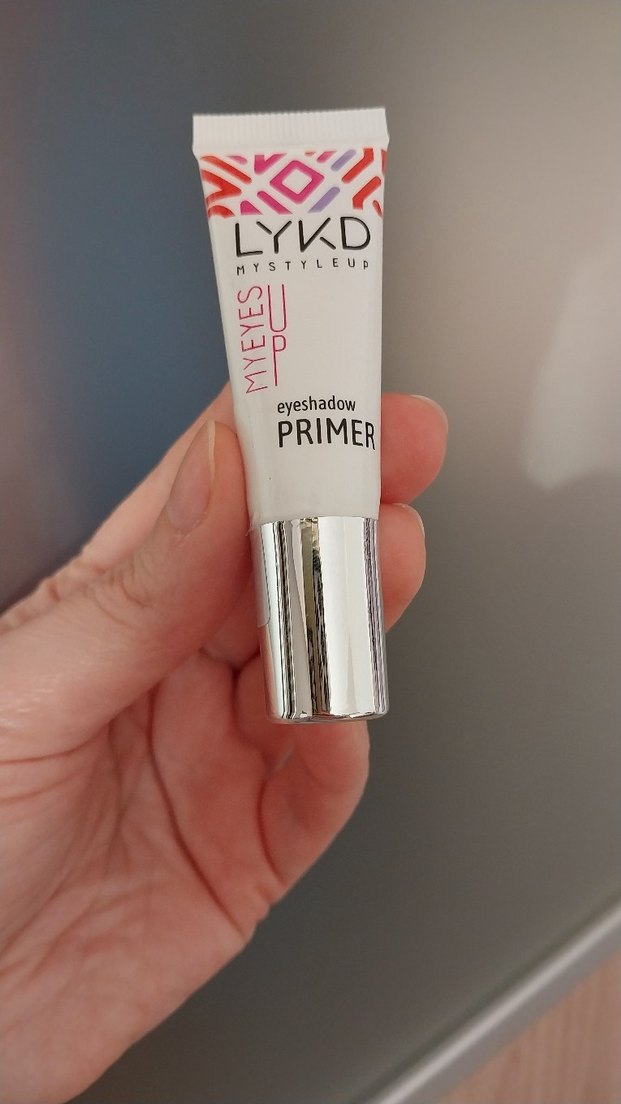 LYKD
MYSTYLEUP
MYEYES
UP
eyeshadow
PRIMER